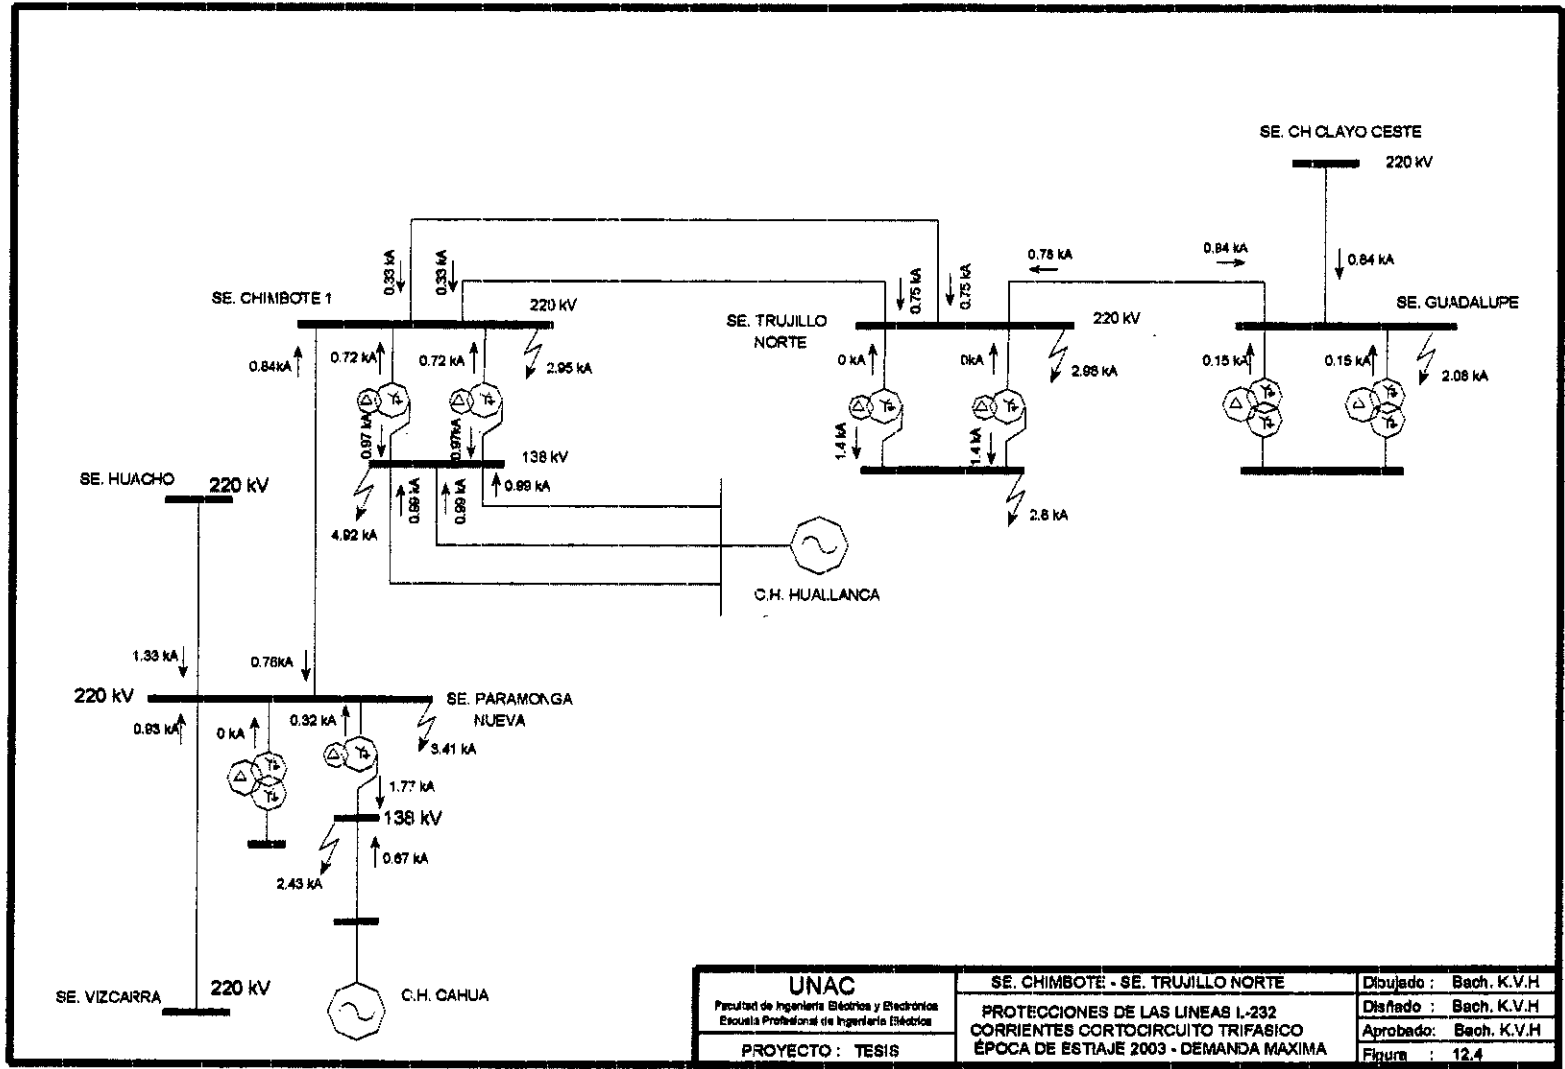 SE. CH CLAYO CESTE
220 kV
0.33 kA
0.33 kA
0.75 kA
0.75 kA
0.78 kA
0.84 kA
SE. CHIMBOTE 1
220 kV
SE. TRUJILLO
NORTE
220 kV
SE. GUADALUPE
0.84kA
0.72 kA
0.72 kA
2.95 kA
0 kA
0kA
2.98 kA
0.15 kA
0.15 kA
2.08 kA
0.97 kA
0.97kA
1.4 kA
1.4 kA
138 kV
SE. HUACHO
220 kV
0.99 kA
0.99 kA
0.99 kA
4.92 kA
2.8 kA
C.H. HUALLANCA
1.33 kA
0.76kA
220 kV
SE. PARAMONGA
NUEVA
0.93 kA
0 kA
0.32 kA
3.41 kA
1.77 kA
138 kV
0.67 kA
2.43 kA
SE. VIZCARRA
220 kV
C.H. CAHUA
UNAC
Facultad de Ingeniería Eléctrica y Electrónica
Escuela Profesional de Ingeniería Eléctrica
PROYECTO : TESIS
SE. CHIMBOTE - SE. TRUJILLO NORTE
PROTECCIONES DE LAS LINEAS L-232
CORRIENTES CORTOCIRCUITO TRIFASICO
ÉPOCA DE ESTIAJE 2003 - DEMANDA MAXIMA
Dibujado : Bach. K.V.H
Diseñado : Bach. K.V.H
Aprobado: Bach. K.V.H
Figura : 12.4